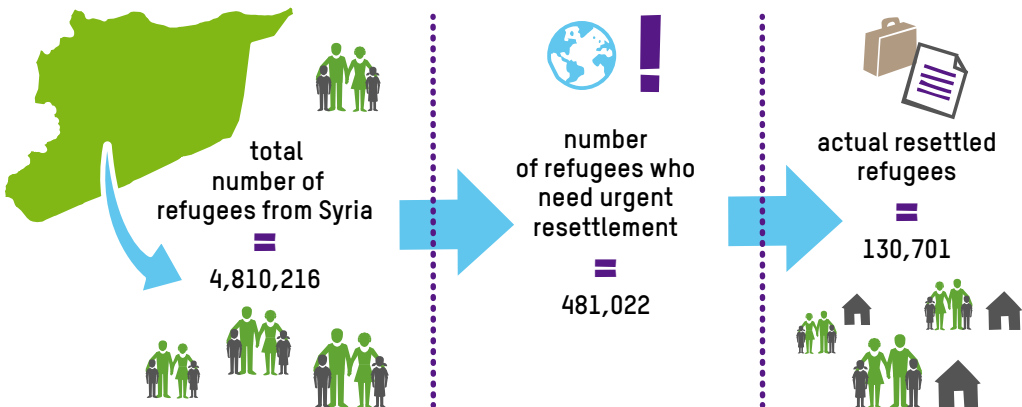 total
number of
refugees from Syria
=
4,810,216
number
of refugees who
need urgent
resettlement
=
481,022
actual resettled
refugees
=
130,701